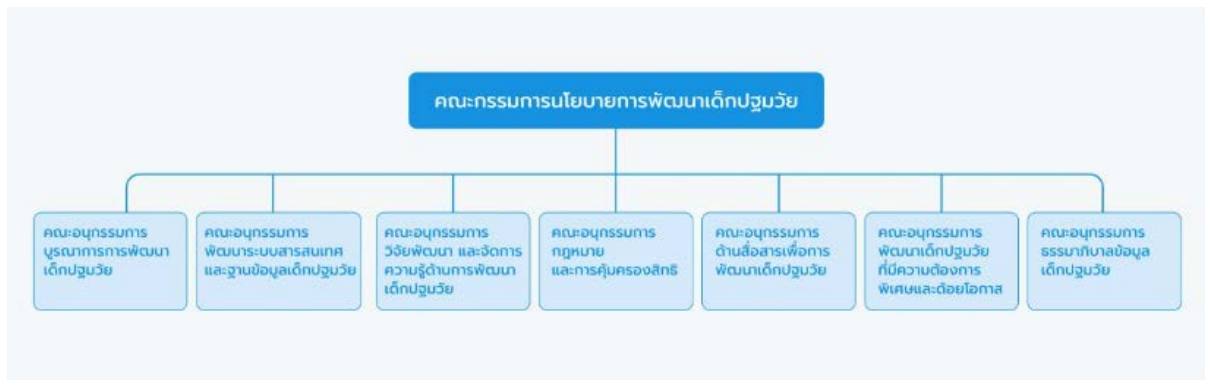 คณะกรรมการนโยบายการพัฒนาเด็กปฐมวัย
คณะอนุกรรมการ
บูรณาการการพัฒนา
เด็กปฐมวัย
คณะอนุกรรมการ
พัฒนาระบบสารสนเทศ
และฐานข้อมูลเด็กปฐมวัย
คณะอนุกรรมการ
วิจัยพัฒนา และจัดการ
ความรู้ด้านการพัฒนา
เด็กปฐมวัย
คณะอนุกรรมการ
กฎหมาย
และการคุ้มครองสิทธิ
คณะอนุกรรมการ
ด้านสื่อสารเพื่อการ
พัฒนาเด็กปฐมวัย
คณะอนุกรรมการ
พัฒนาเด็กปฐมวัย
ที่มีความต้องการ
พิเศษและด้อยโอกาส
คณะอนุกรรมการ
ธรรมาภิบาลข้อมูล
เด็กปฐมวัย